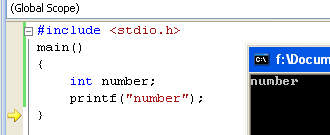 (Global Scope)
#include <stdio.h>
main()
{
int number;
printf("number");
}
f:\Docum
number